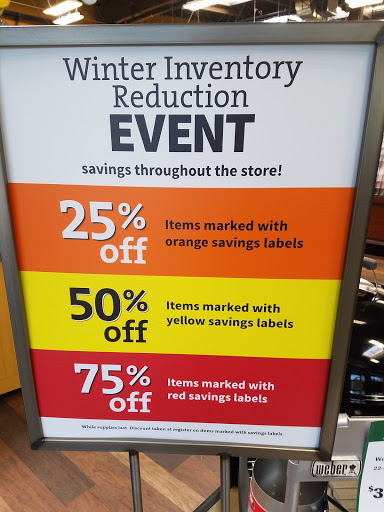 Winter Inventory
Reduction
EVENT
savings throughout the store!
25% off
Items marked with
orange savings labels
50% off
Items marked with
yellow savings labels
75% off
Items marked with
red savings labels
While supplies last. Discount taken at register on items marked with savings labels.
weber
$3